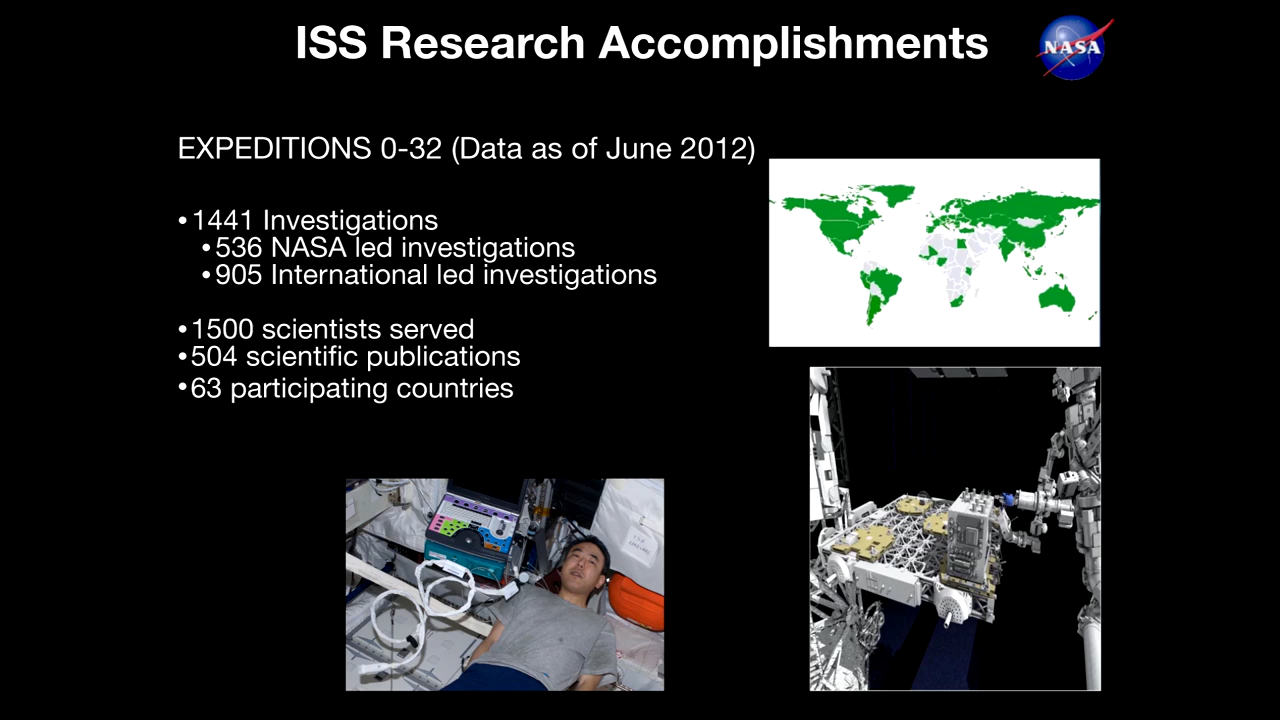 ISS Research Accomplishments
NASA
EXPEDITIONS 0-32 (Data as of June 2012)
•1441 Investigations
•536 NASA led investigations
•905 International led investigations
•1500 scientists served
•504 scientific publications
•63 participating countries